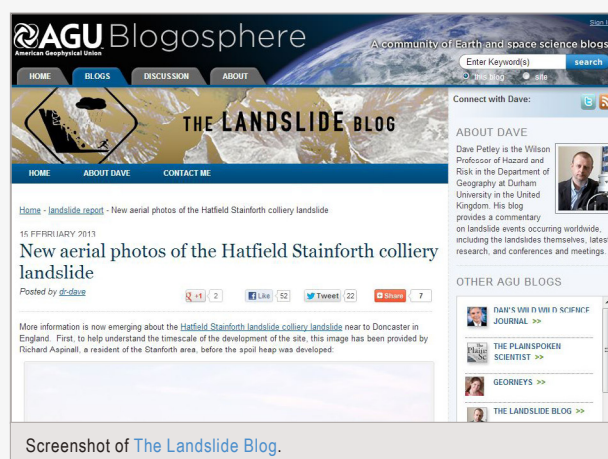 AGU Blogosphere
American Geophysical Union
Sign I
A community of Earth and space science blogs
HOME BLOGS DISCUSSION ABOUT
Enter Keyword(s) search
this blog site
THE LANDSLIDE BLOG
HOME ABOUT DAVE CONTACT ME
Home - landslide report - New aerial photos of the Hatfield Stainforth colliery landslide
15 FEBRUARY 2013
New aerial photos of the Hatfield Stainforth colliery
landslide
Posted by dr-dave
+1 2 Like 52 Tweet 22 Share 7
More information is now emerging about the Hatfield Stainforth landslide colliery landslide near to Doncaster in
England. First, to help understand the timescale of the development of the site, this image has been provided by
Richard Aspinall, a resident of the Stanforth area, before the spoil heap was developed:
Connect with Dave:
ABOUT DAVE
Dave Petley is the Wilson
Professor of Hazard and
Risk in the Department of
Geography at Durham
University in the United
Kingdom. His blog
provides a commentary
on landslide events occurring worldwide,
including the landslides themselves, latest
research, and conferences and meetings.
OTHER AGU BLOGS
DAN'S WILD WILD SCIENCE
JOURNAL >>
THE PLAINSPOKEN
SCIENTIST >>
GEORNEYS >>
THE LANDSLIDE BLOG >>
Screenshot of The Landslide Blog.